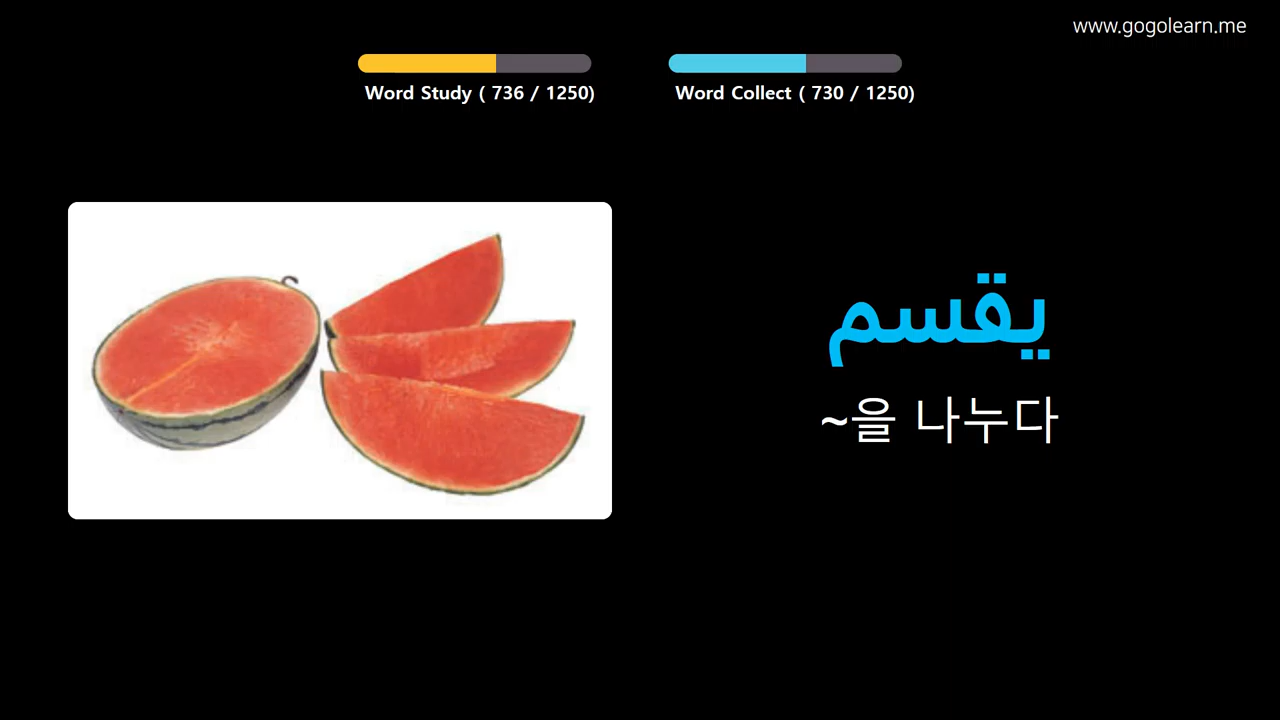 www.gogolearn.me
Word Study ( 736 / 1250)
Word Collect ( 730 / 1250)
يقسم
~을 나누다